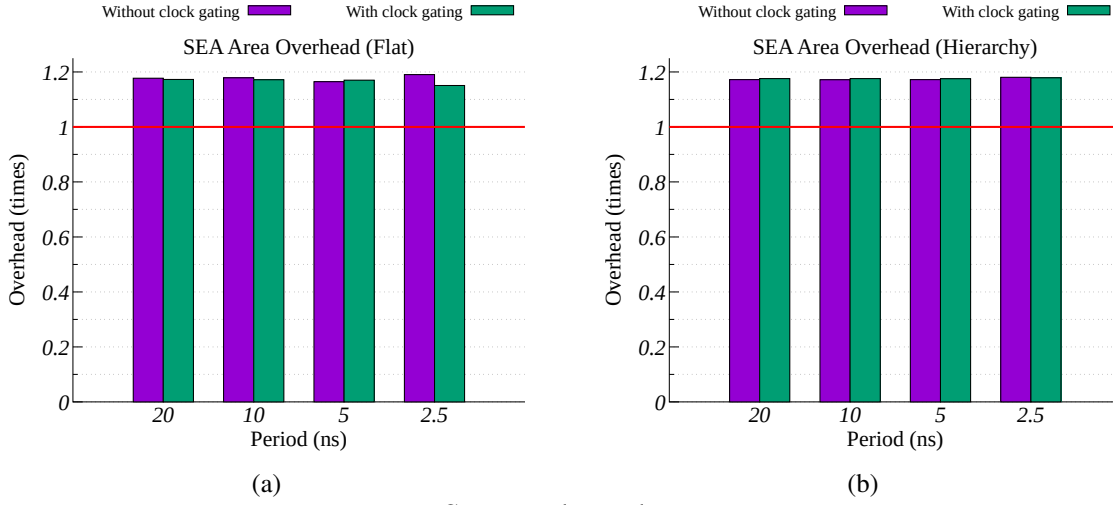 Without clock gating
With clock gating
SEA Area Overhead (Flat)
Overhead (times)
1.2
1
0.8
0.6
0.4
0.2
0
20 10 5 2.5
Period (ns)
(a)
Without clock gating
With clock gating
SEA Area Overhead (Hierarchy)
Overhead (times)
1.2
1
0.8
0.6
0.4
0.2
0
20 10 5 2.5
Period (ns)
(b)